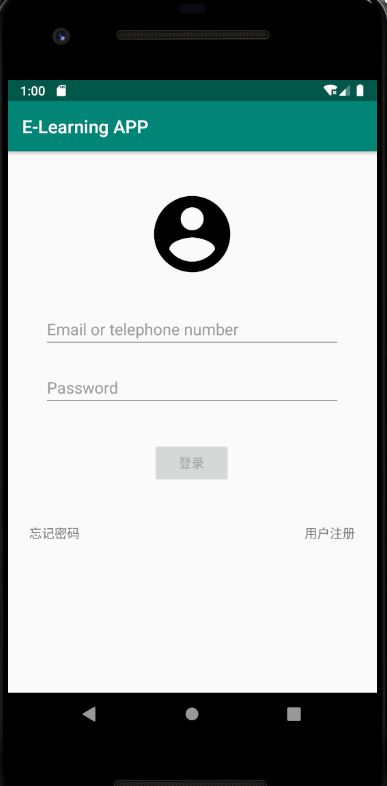 1:00
E-Learning APP
Email or telephone number
Password
登录
忘记密码
用户注册